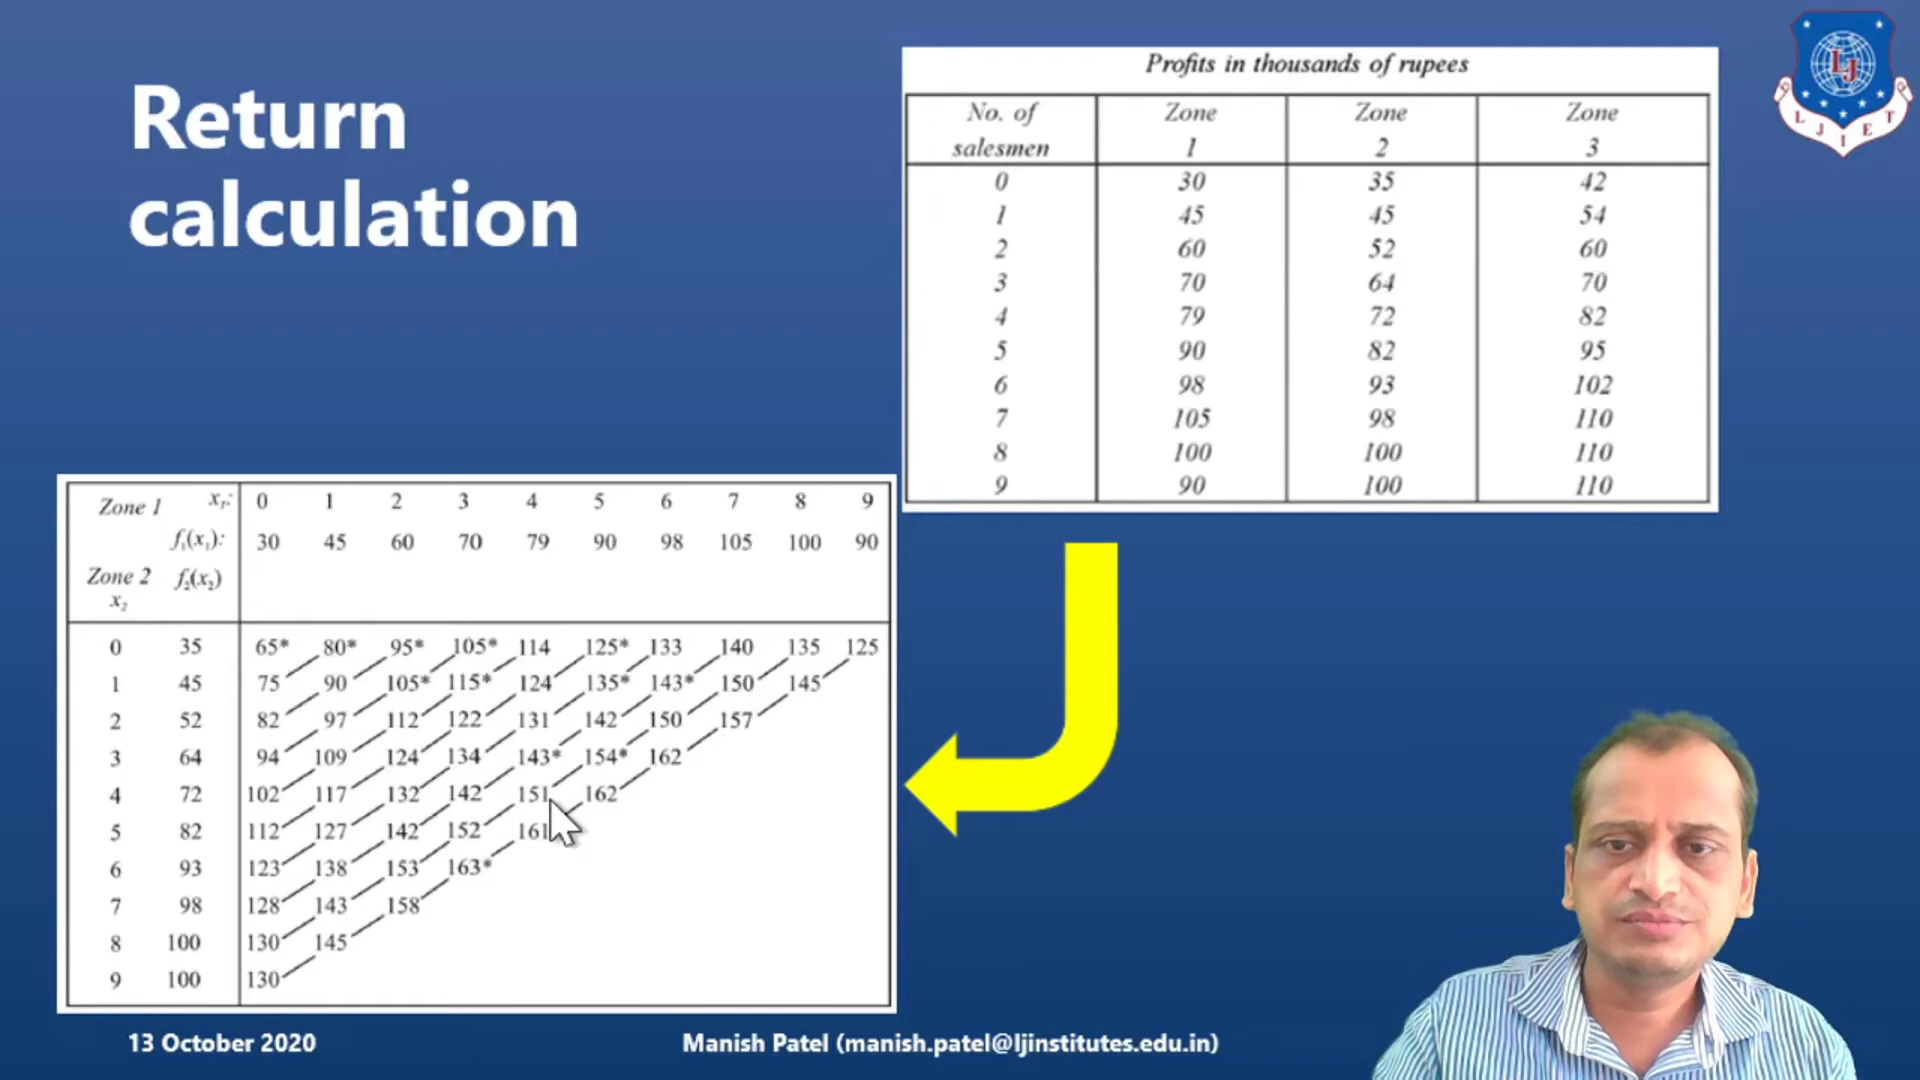 Return
calculation
Profits in thousands of rupees
No. of salesmen Zone 1 Zone 2 Zone 3
0 30 35 42
1 45 45 54
2 60 52 60
3 70 64 70
4 79 72 82
5 90 82 95
6 98 93 102
7 105 98 110
8 100 100 110
9 90 100 110
LJ
L J I E T
Zone 1 x₁: 0 1 2 3 4 5 6 7 8 9
f₁(x₁): 30 45 60 70 79 90 98 105 100 90
Zone 2 f₂(x₂)
x₂
0 35 65* 80* 95* 105* 114 125* 133 140 135 125
1 45 75 90 105* 115* 124 135* 143* 150 145
2 52 82 97 112 122 131 142 150 157
3 64 94 109 124 134 143* 154* 162
4 72 102 117 132 142 151 162
5 82 112 127 142 152 161
6 93 123 138 153 163*
7 98 128 143 158
8 100 130 145
9 100 130
13 October 2020
Manish Patel (manish.patel@ljinstitutes.edu.in)